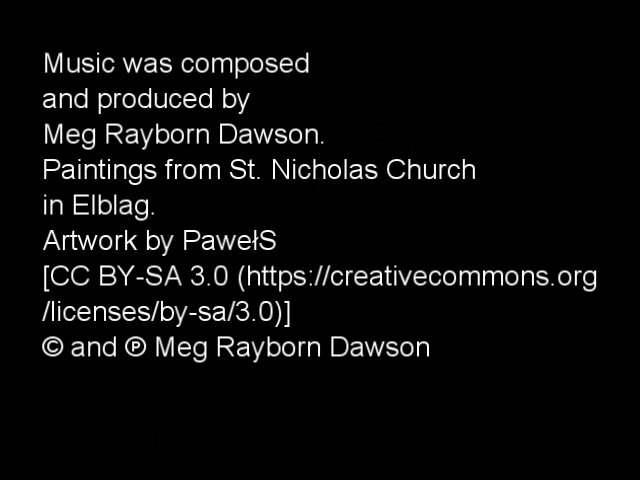 Music was composed
and produced by
Meg Rayborn Dawson.
Paintings from St. Nicholas Church
in Elblag.
Artwork by PawełS
[CC BY-SA 3.0 (https://creativecommons.org
/licenses/by-sa/3.0)]
© and ℗ Meg Rayborn Dawson